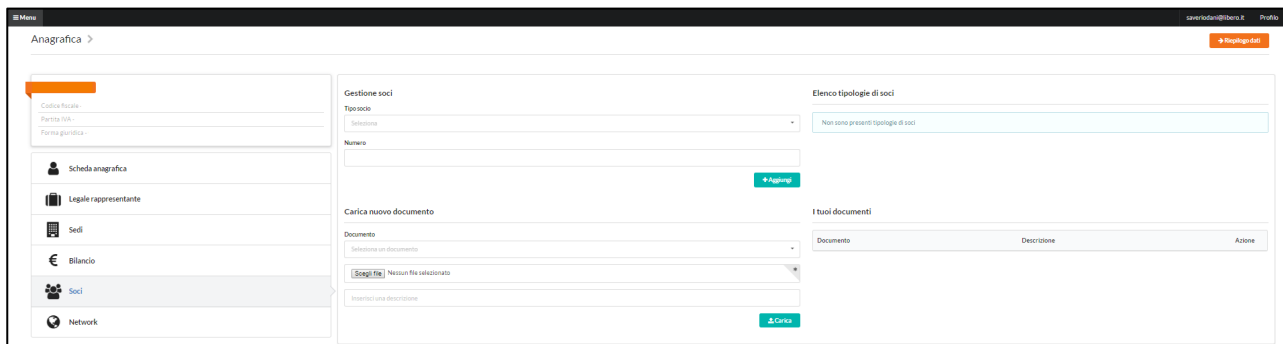 Menu
saveriodani@libero.it Profilo
Anagrafica >
Riepilogo dati
Codice fiscale -
Partita IVA -
Forma giuridica -
Scheda anagrafica
Legale rappresentante
Sedi
Bilancio
Soci
Network
Gestione soci
Tipo socio
Seleziona
Numero
+ Aggiungi
Elenco tipologie di soci
Non sono presenti tipologie di soci
Carica nuovo documento
Documento
Seleziona un documento
Scegli file Nessun file selezionato
*
Inserisci una descrizione
Carica
I tuoi documenti
Documento Descrizione Azione